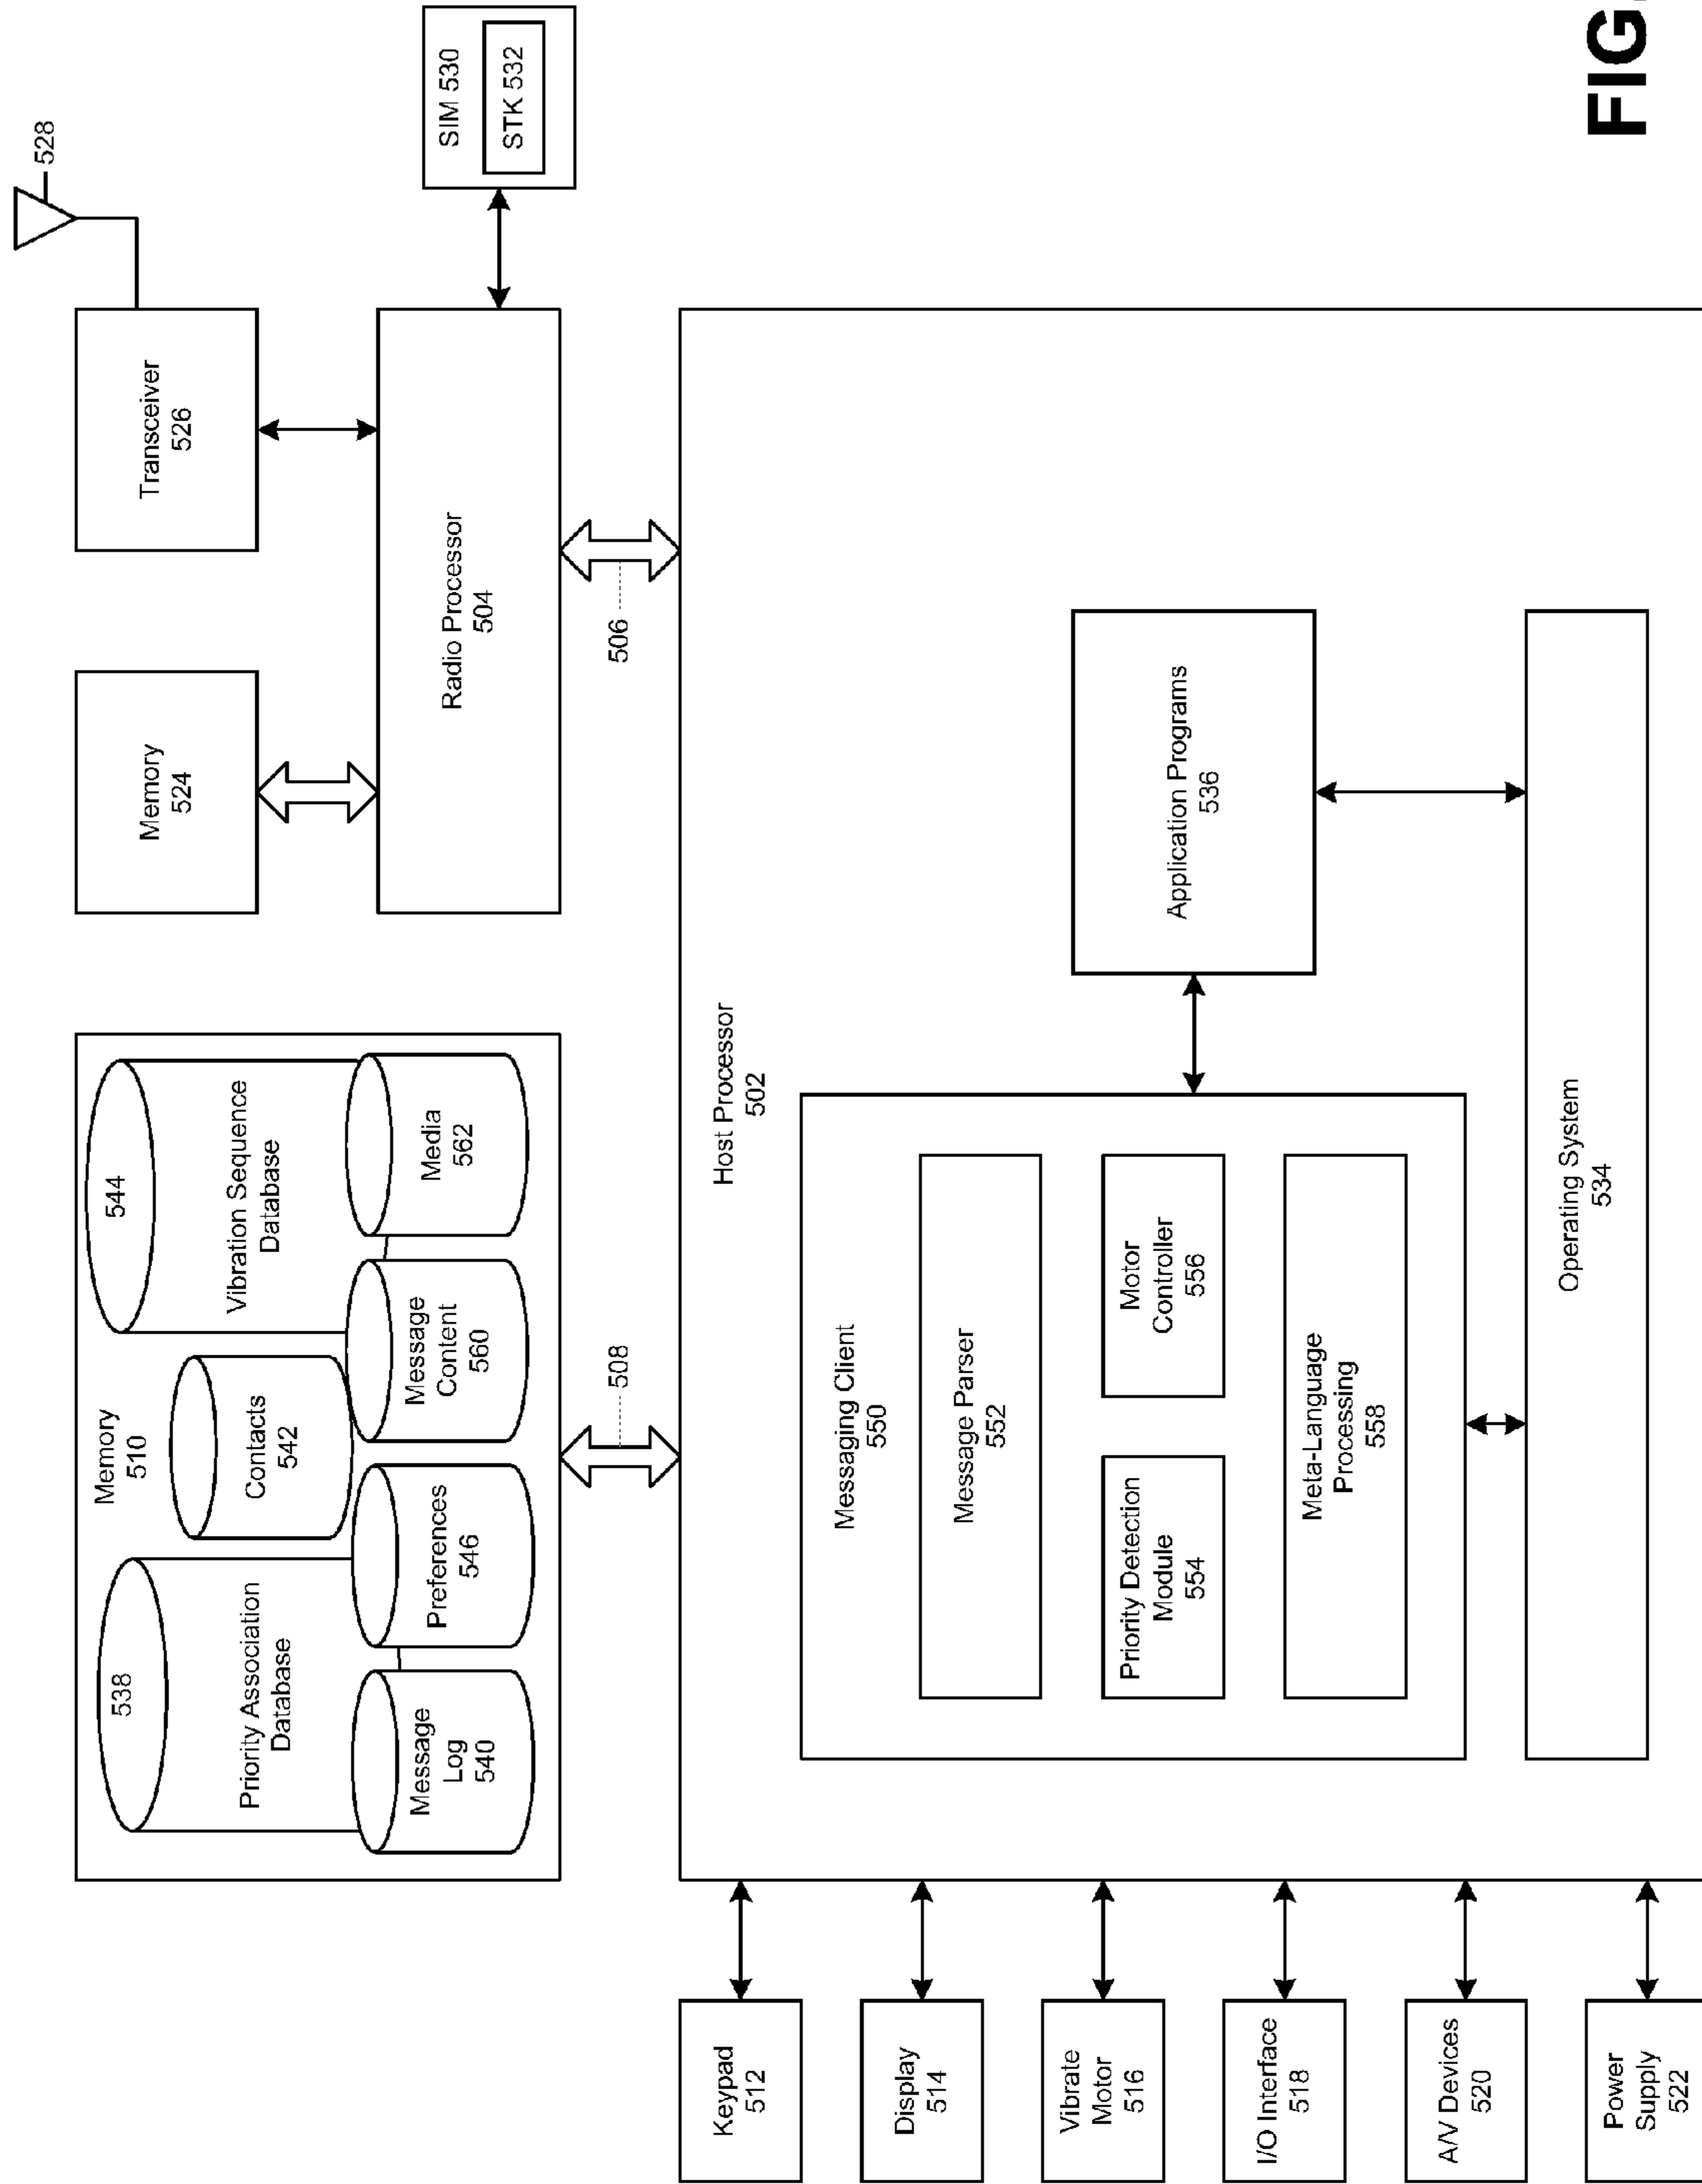 528
SIM 530
STK 532
Transceiver
526
Memory
524
Radio Processor
504
506
Memory
510
544
Vibration Sequence
Database
Media
562
Contacts
542
Message
Content
560
538
Priority Association
Database
Preferences
546
Message
Log
540
508
Host Processor
502
Messaging Client
550
Message Parser
552
Priority Detection
Module
554
Motor
Controller
556
Meta-Language
Processing
558
Application Programs
536
Operating System
534
Keypad
512
Display
514
Vibrate
Motor
516
I/O Interface
518
A/V Devices
520
Power
Supply
522
FIG.